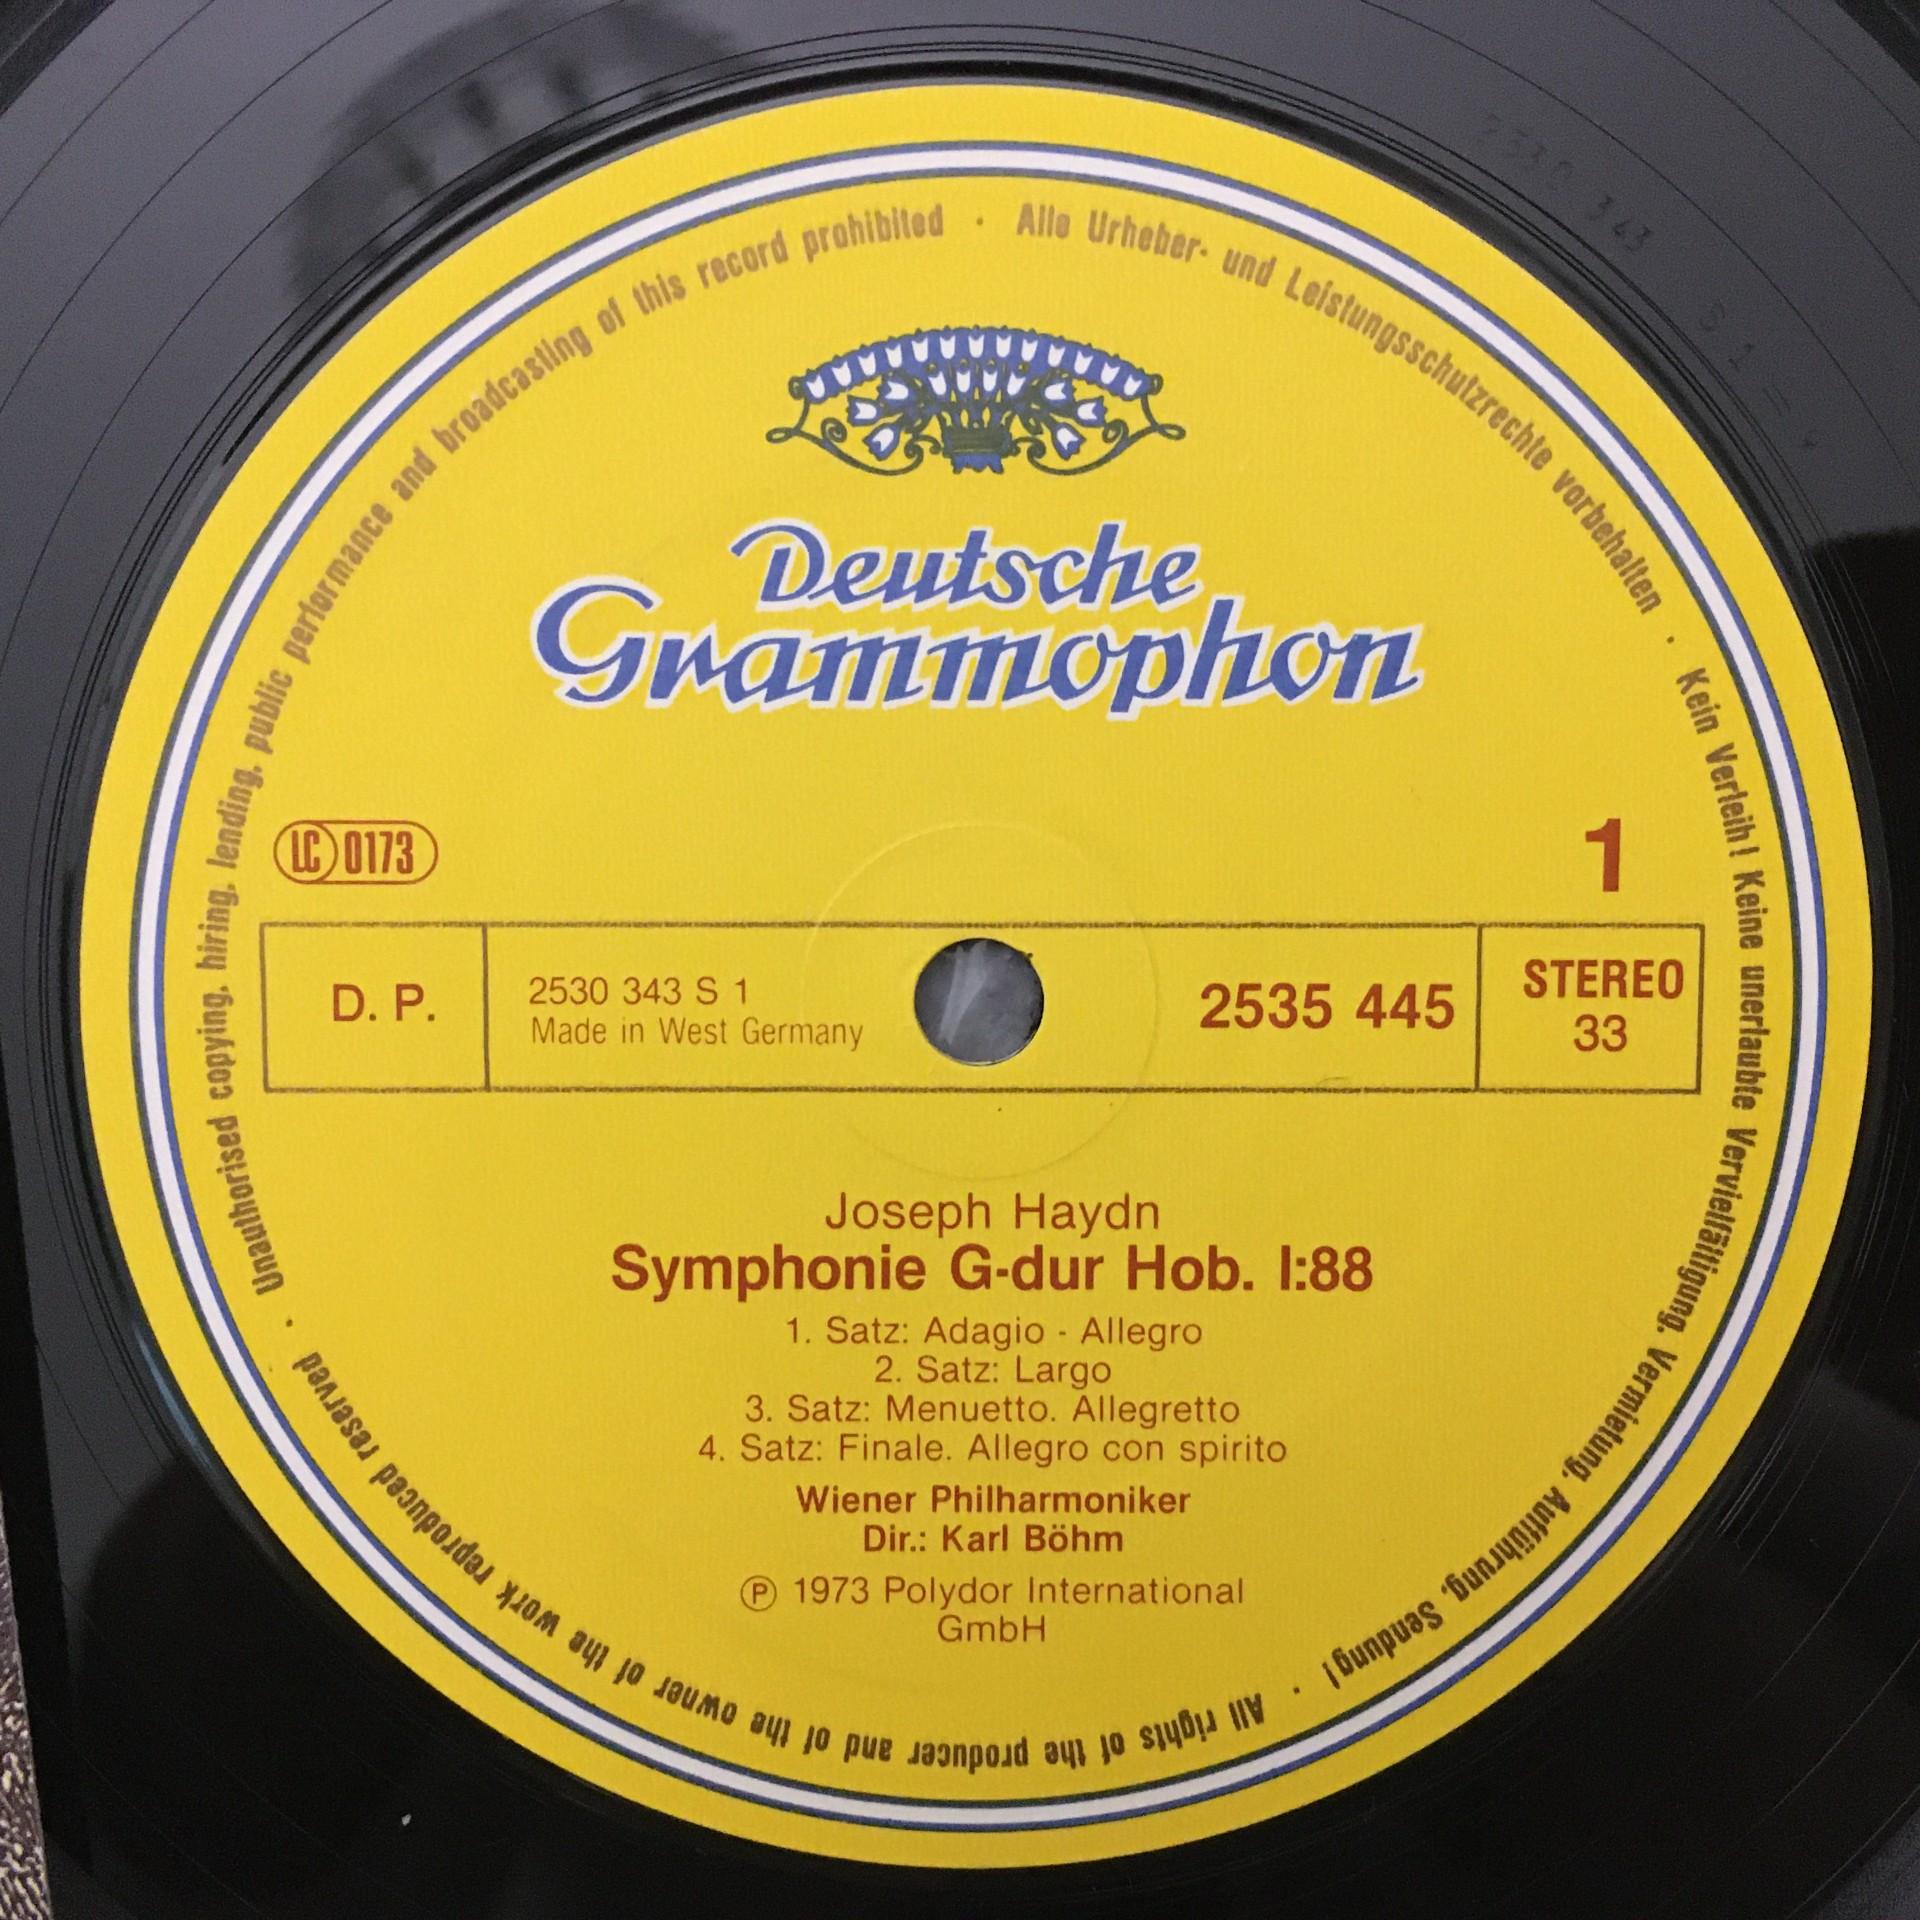 Unauthorised copying, hiring, lending, public performance and broadcasting of this record prohibited · Alle Urheber- und Leistungsschutzrechte vorbehalten · Kein Verleih! Keine unerlaubte Vervielfältigung, Vermietung, Aufführung, Sendung! · All rights of the producer and of the owner of the work reproduced reserved ·
Deutsche
Grammophon
LC 0173
1
D. P.
2530 343 S 1
Made in West Germany
2535 445
STEREO
33
Joseph Haydn
Symphonie G-dur Hob. I:88
1. Satz: Adagio - Allegro
2. Satz: Largo
3. Satz: Menuetto. Allegretto
4. Satz: Finale. Allegro con spirito
Wiener Philharmoniker
Dir.: Karl Böhm
Ⓟ 1973 Polydor International
GmbH
2530 343